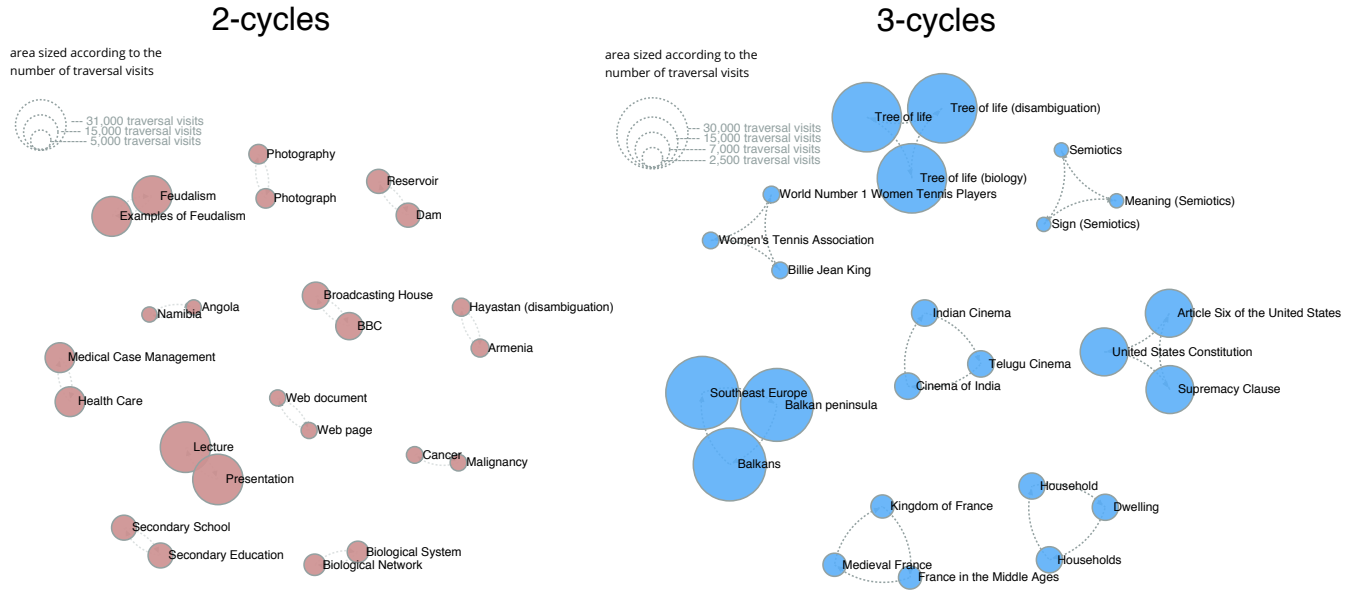 2-cycles
area sized according to the
number of traversal visits
31,000 traversal visits
15,000 traversal visits
5,000 traversal visits
Photography
Photograph
Reservoir
Dam
Feudalism
Examples of Feudalism
Angola
Namibia
Broadcasting House
BBC
Hayastan (disambiguation)
Armenia
Medical Case Management
Health Care
Web document
Web page
Lecture
Presentation
Cancer
Malignancy
Secondary School
Secondary Education
Biological System
Biological Network
3-cycles
area sized according to the
number of traversal visits
30,000 traversal visits
15,000 traversal visits
7,000 traversal visits
2,500 traversal visits
Tree of life
Tree of life (disambiguation)
Tree of life (biology)
Semiotics
Meaning (Semiotics)
Sign (Semiotics)
World Number 1 Women Tennis Players
Women's Tennis Association
Billie Jean King
Indian Cinema
Telugu Cinema
Cinema of India
Article Six of the United States
United States Constitution
Supremacy Clause
Southeast Europe
Balkan peninsula
Balkans
Kingdom of France
Medieval France
France in the Middle Ages
Household
Dwelling
Households